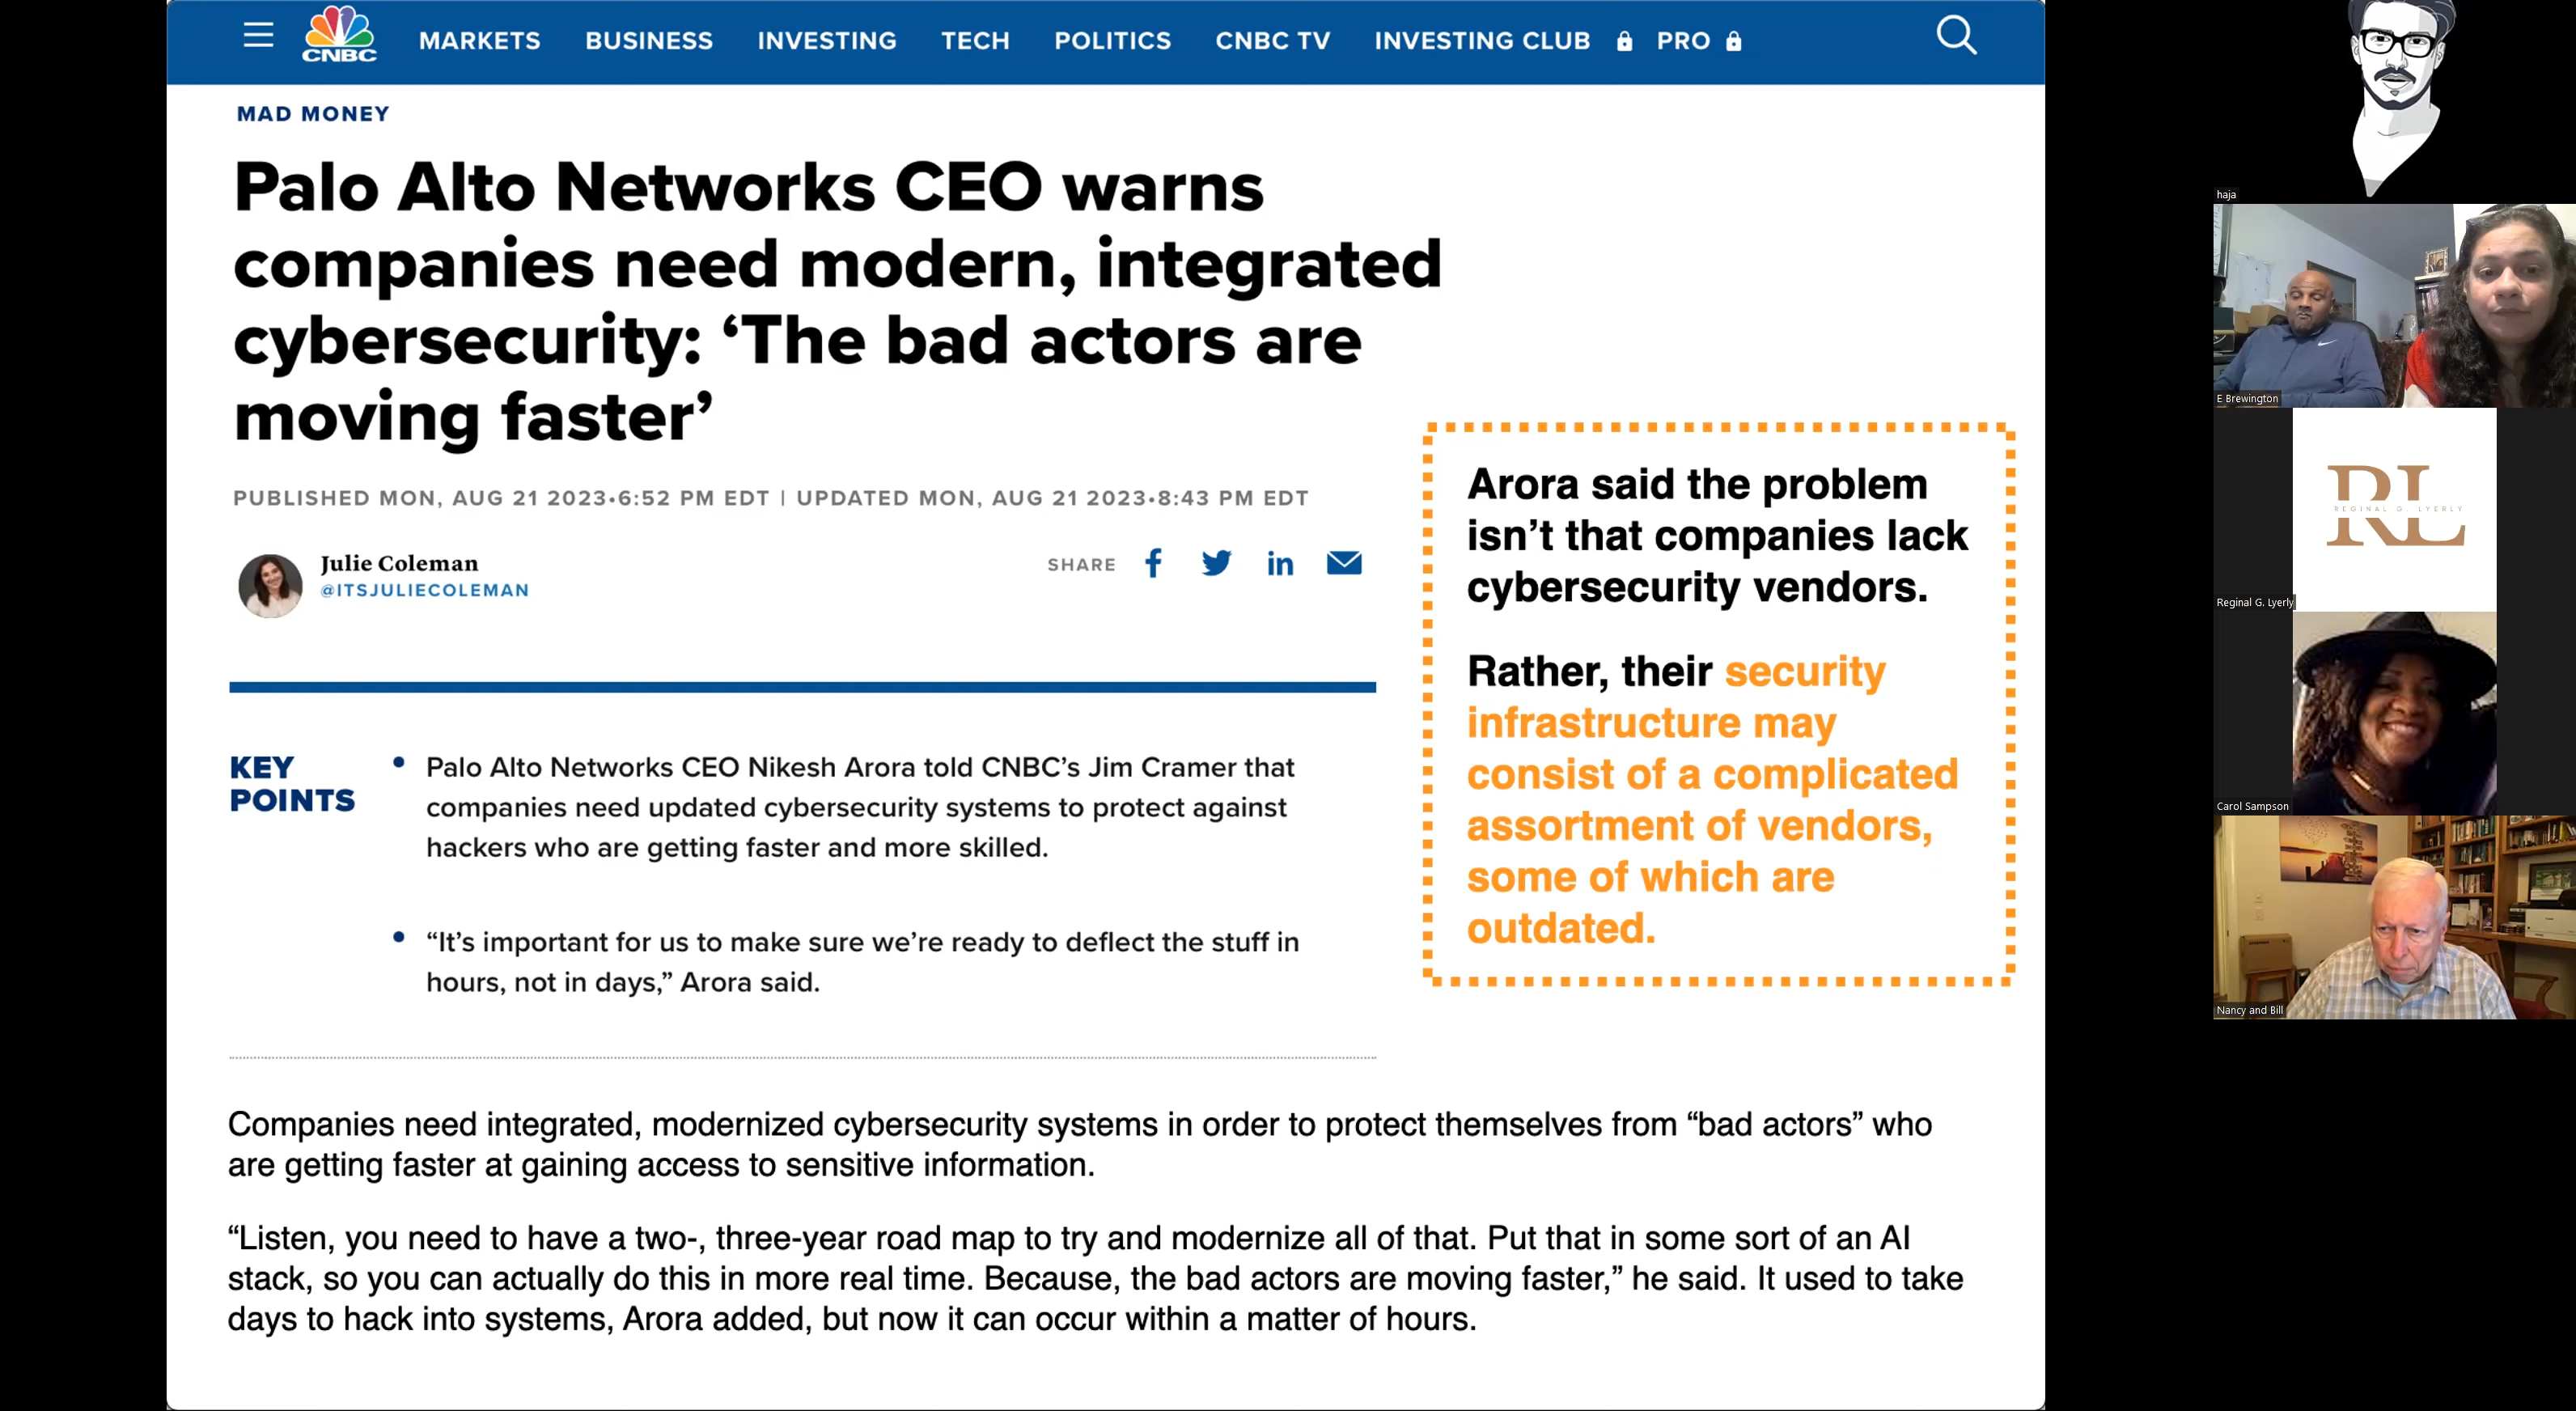 CNBC
MARKETS BUSINESS INVESTING TECH POLITICS CNBC TV INVESTING CLUB PRO
MAD MONEY
Palo Alto Networks CEO warns
companies need modern, integrated
cybersecurity: ‘The bad actors are
moving faster’
PUBLISHED MON, AUG 21 2023•6:52 PM EDT | UPDATED MON, AUG 21 2023•8:43 PM EDT
Julie Coleman
@ITSJULIECOLEMAN
SHARE
KEY
POINTS
• Palo Alto Networks CEO Nikesh Arora told CNBC’s Jim Cramer that
companies need updated cybersecurity systems to protect against
hackers who are getting faster and more skilled.
• “It’s important for us to make sure we’re ready to deflect the stuff in
hours, not in days,” Arora said.
Arora said the problem
isn’t that companies lack
cybersecurity vendors.
Rather, their security
infrastructure may
consist of a complicated
assortment of vendors,
some of which are
outdated.
Companies need integrated, modernized cybersecurity systems in order to protect themselves from “bad actors” who
are getting faster at gaining access to sensitive information.
“Listen, you need to have a two-, three-year road map to try and modernize all of that. Put that in some sort of an AI
stack, so you can actually do this in more real time. Because, the bad actors are moving faster,” he said. It used to take
days to hack into systems, Arora added, but now it can occur within a matter of hours.
haja
E Brewington
RL
REGINAL G. LYERLY
Reginal G. Lyerly
Carol Sampson
Nancy and Bill